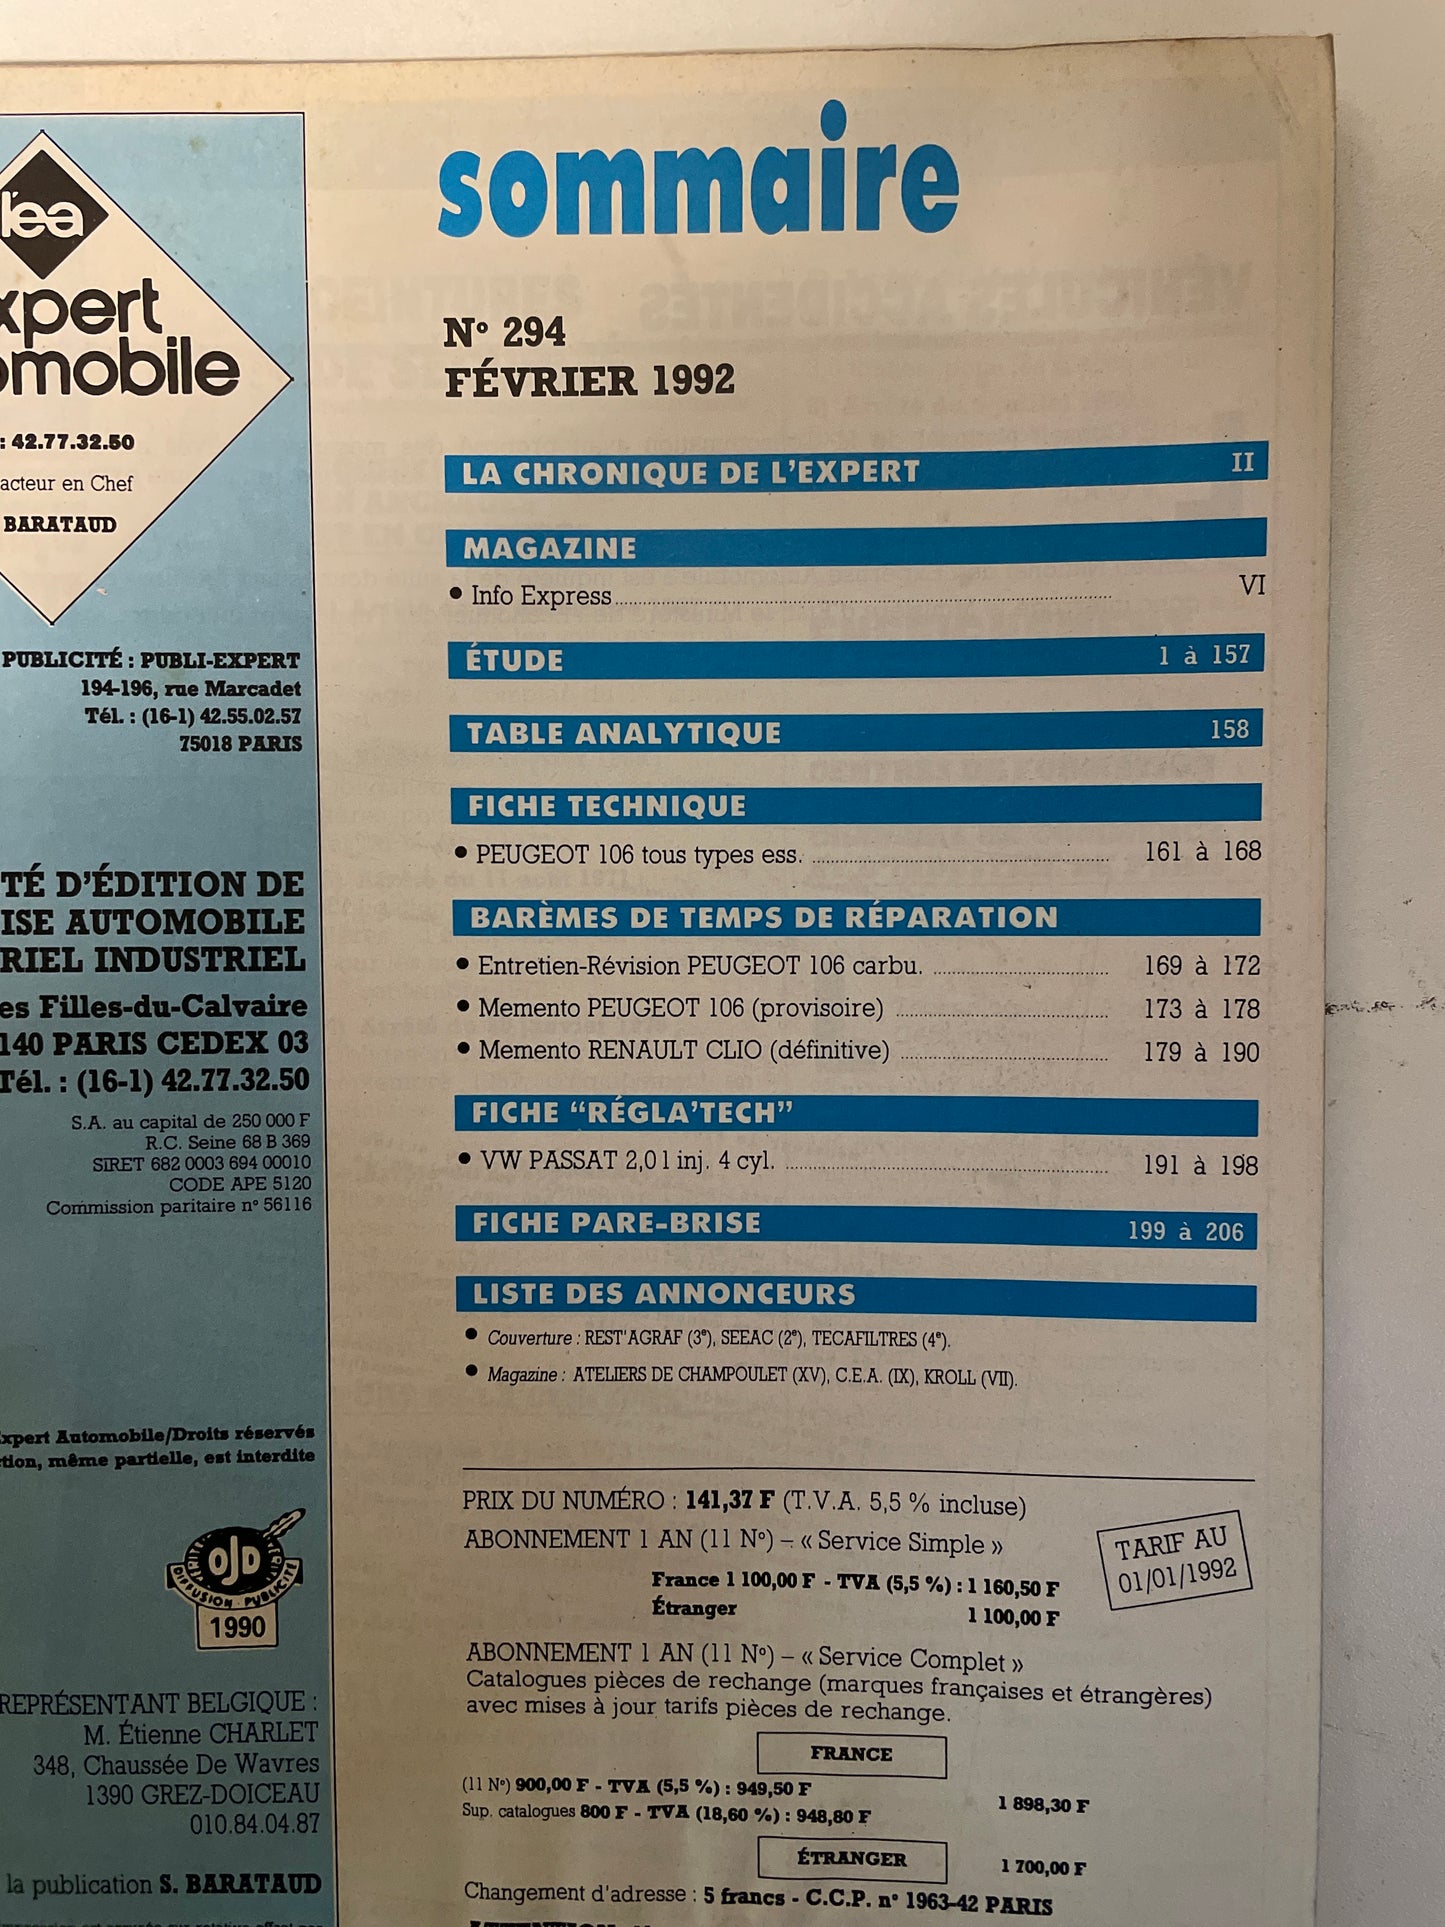 l'ea
xpert
omobile
: 42.77.32.50
acteur en Chef
BARATAUD
PUBLICITÉ : PUBLI-EXPERT
194-196, rue Marcadet
Tél. : (16-1) 42.55.02.57
75018 PARIS
TÉ D'ÉDITION DE
ISE AUTOMOBILE
RIEL INDUSTRIEL
es Filles-du-Calvaire
140 PARIS CEDEX 03
Tél. : (16-1) 42.77.32.50
S.A. au capital de 250 000 F
R.C. Seine 68 B 369
SIRET 682 0003 694 00010
CODE APE 5120
Commission paritaire n° 56116
xpert Automobile/Droits réservés
tion, même partielle, est interdite
OJD
DIFFUSION PUBLICITÉ
1990
REPRÉSENTANT BELGIQUE :
M. Étienne CHARLET
348, Chaussée De Wavres
1390 GREZ-DOICEAU
010.84.04.87
la publication S. BARATAUD
sommaire
N° 294
FÉVRIER 1992
LA CHRONIQUE DE L'EXPERT II
MAGAZINE
• Info Express VI
ÉTUDE 1 à 157
TABLE ANALYTIQUE 158
FICHE TECHNIQUE
• PEUGEOT 106 tous types ess. 161 à 168
BARÈMES DE TEMPS DE RÉPARATION
• Entretien-Révision PEUGEOT 106 carbu. 169 à 172
• Memento PEUGEOT 106 (provisoire) 173 à 178
• Memento RENAULT CLIO (définitive) 179 à 190
FICHE "RÉGLA'TECH"
• VW PASSAT 2,0 l inj. 4 cyl. 191 à 198
FICHE PARE-BRISE 199 à 206
LISTE DES ANNONCEURS
• Couverture : REST'AGRAF (3e), SEEAC (2e), TECAFILTRES (4e).
• Magazine : ATELIERS DE CHAMPOULET (XV), C.E.A. (IX), KROLL (VII).
PRIX DU NUMÉRO : 141,37 F (T.V.A. 5,5 % incluse)
ABONNEMENT 1 AN (11 N°) – « Service Simple »
France 1 100,00 F - TVA (5,5 %) : 1 160,50 F
Étranger 1 100,00 F
TARIF AU
01/01/1992
ABONNEMENT 1 AN (11 N°) – « Service Complet »
Catalogues pièces de rechange (marques françaises et étrangères)
avec mises à jour tarifs pièces de rechange.
FRANCE
(11 N°) 900,00 F - TVA (5,5 %) : 949,50 F
Sup. catalogues 800 F - TVA (18,60 %) : 948,80 F
1 898,30 F
ÉTRANGER 1 700,00 F
Changement d'adresse : 5 francs - C.C.P. n° 1963-42 PARIS